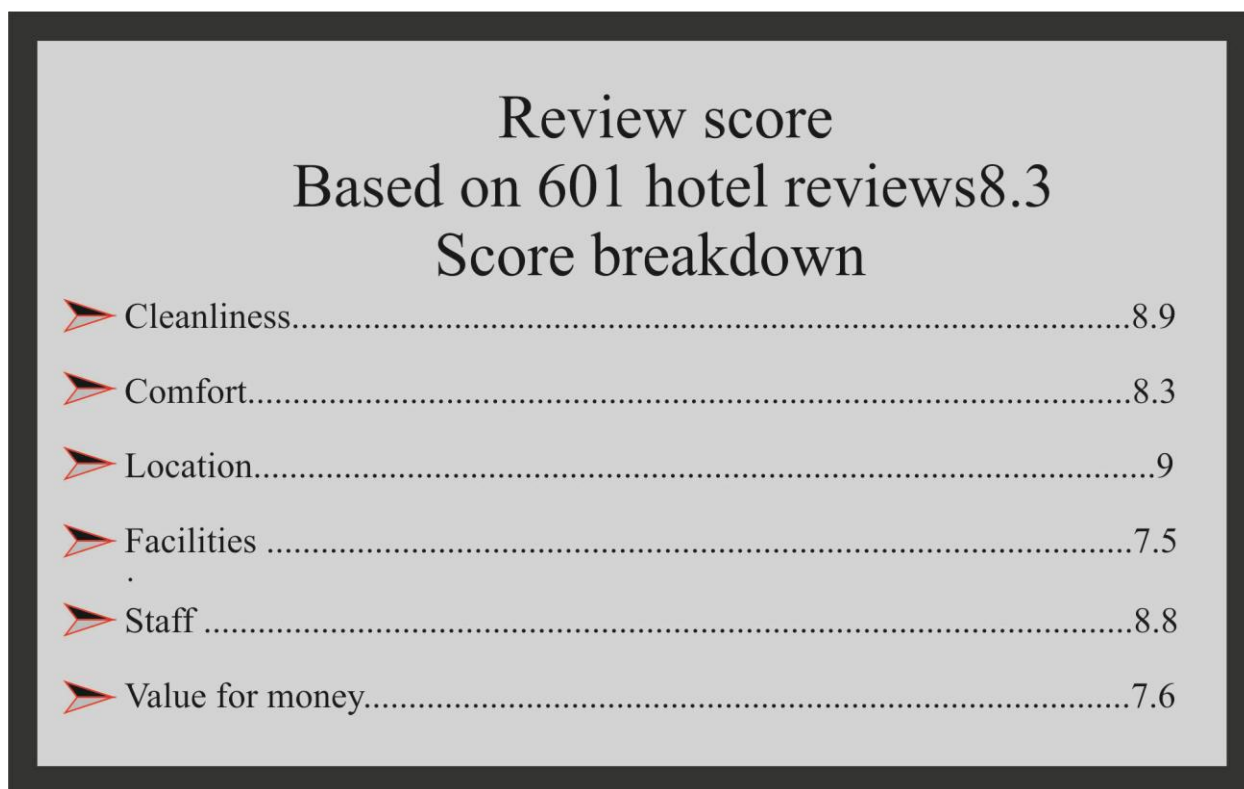 Review score
Based on 601 hotel reviews8.3
Score breakdown
Cleanliness..............................................................................................8.9
Comfort...................................................................................................8.3
Location.....................................................................................................9
Facilities .................................................................................................7.5
.
Staff ........................................................................................................8.8
Value for money......................................................................................7.6